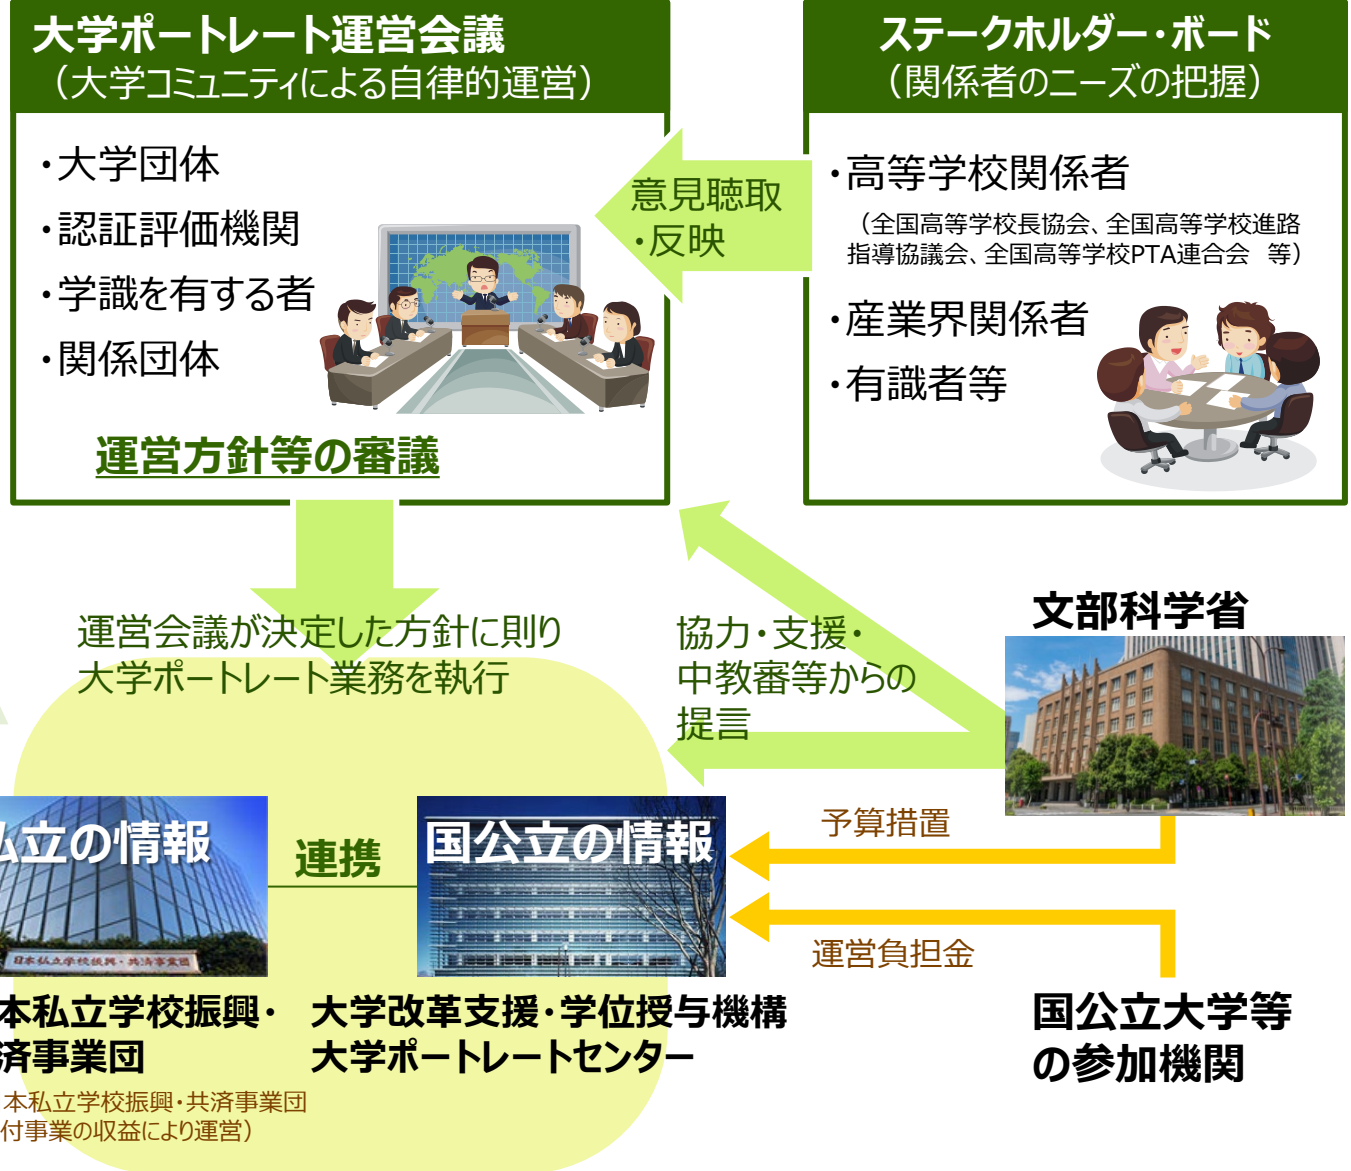 大学ポートレート運営会議
（大学コミュニティによる自律的運営）
・大学団体
・認証評価機関
・学識を有する者
・関係団体
運営方針等の審議
意見聴取
・反映
ステークホルダー・ボード
（関係者のニーズの把握）
・高等学校関係者
（全国高等学校長協会、全国高等学校進路
指導協議会、全国高等学校PTA連合会　等）
・産業界関係者
・有識者等
運営会議が決定した方針に則り
大学ポートレート業務を執行
協力・支援・
中教審等からの
提言
文部科学省
私立の情報
日本私立学校振興・共済事業団
連携
国公立の情報
予算措置
運営負担金
本私立学校振興・
済事業団
本私立学校振興・共済事業団
付事業の収益により運営）
大学改革支援・学位授与機構
大学ポートレートセンター
国公立大学等
の参加機関